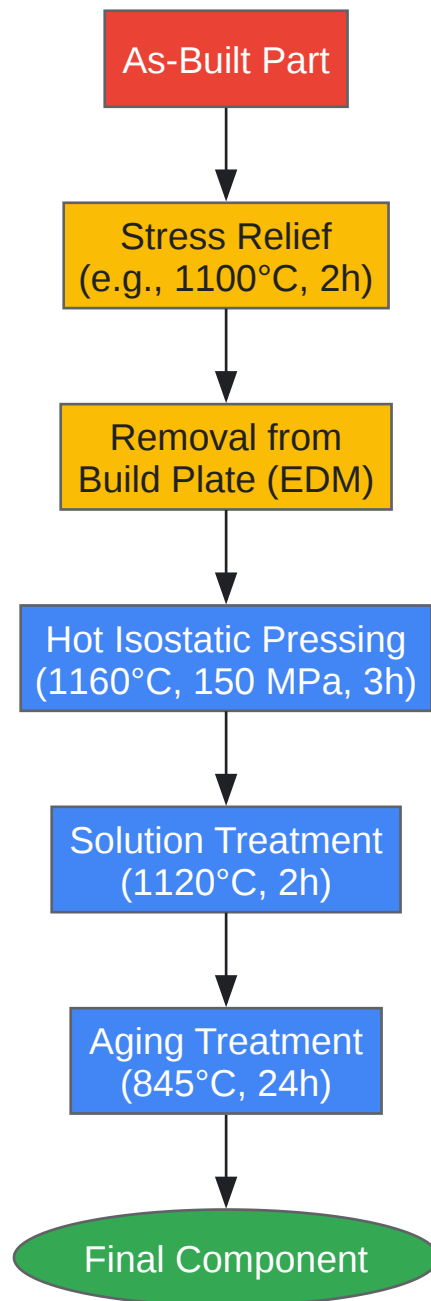 As-Built Part
Stress Relief
(e.g., 1100°C, 2h)
Removal from
Build Plate (EDM)
Hot Isostatic Pressing
(1160°C, 150 MPa, 3h)
Solution Treatment
(1120°C, 2h)
Aging Treatment
(845°C, 24h)
Final Component